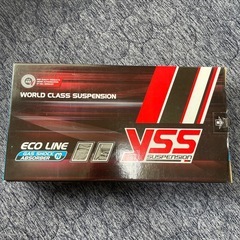 WORLD CLASS SUSPENSION
ECO LINE
GAS SHOCK
ABSORBER
YSS
SUSPENSION